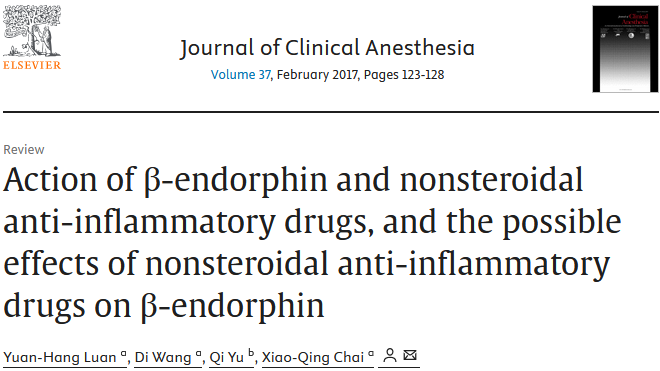 ELSEVIER
Journal of Clinical Anesthesia
Volume 37, February 2017, Pages 123-128
Review
Action of β-endorphin and nonsteroidal
anti-inflammatory drugs, and the possible
effects of nonsteroidal anti-inflammatory
drugs on β-endorphin
Yuan-Hang Luan a, Di Wang a, Qi Yu b, Xiao-Qing Chai a